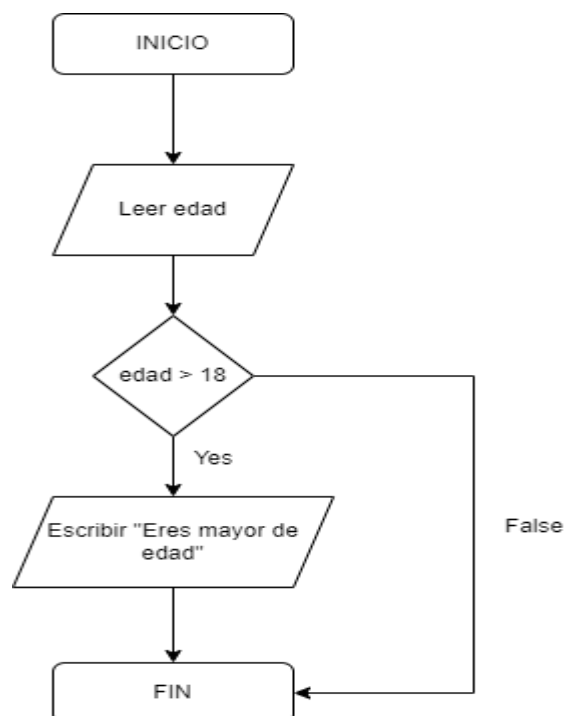 INICIO
Leer edad
edad > 18
Yes
Escribir "Eres mayor de
edad"
False
FIN